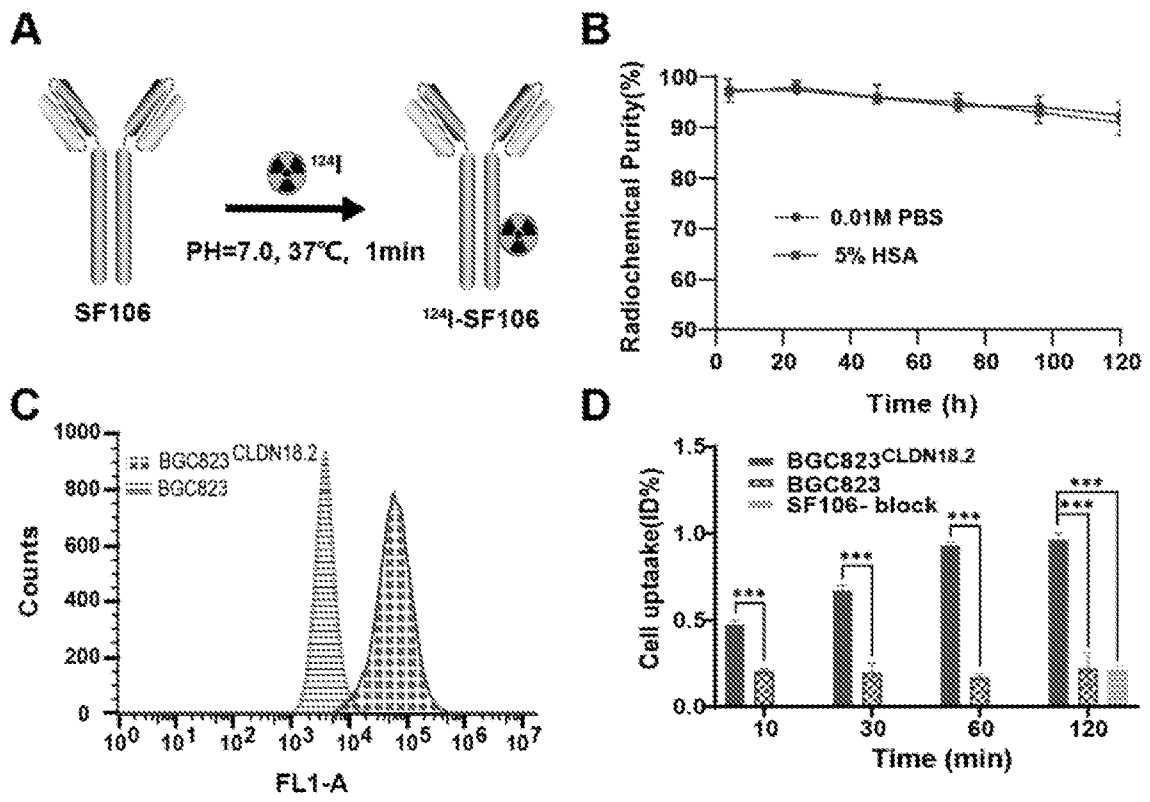 A
124I
PH=7.0, 37℃, 1min
SF106
124I-SF106
B
Radiochemical Purity(%)
100
90
80
70
60
50
0.01M PBS
5% HSA
0 20 40 60 80 100 120
Time (h)
C
Counts
1000
800
600
400
200
0
BGC823CLDN18.2
BGC823
10^0 10^1 10^2 10^3 10^4 10^5 10^6 10^7
FL1-A
D
Cell uptaake(ID%)
1.5
1.0
0.5
0.0
BGC823CLDN18.2
BGC823
SF106- block
***
***
***
***
***
10 30 60 120
Time (min)